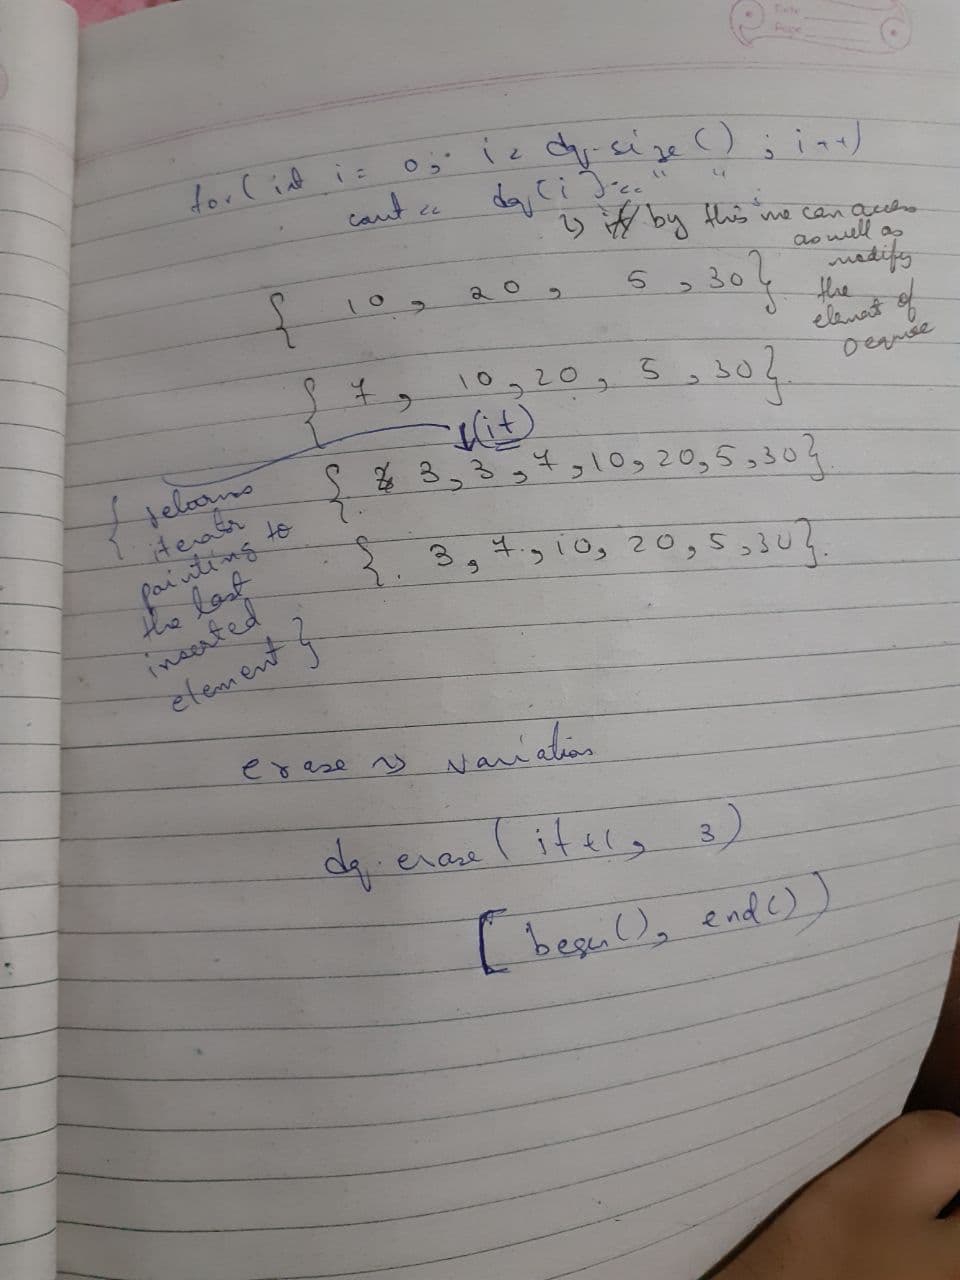 Date
Page
for( int i = 0; i < dq.size() ; i++)
cout << dq[i] << " "
↳ by this we can access
as well as
modify
the
element of
deque
{ 10, 20, 5, 30}
{ 7, 10, 20, 5, 30}
(it)
{ 3, 3, 7, 10, 20, 5, 30}
{ 3, 7, 10, 20, 5, 30}.
{ returns
iterator
pointing to
the last
inserted
element }
erase → variation
dq.erase( it+1, 3)
[ begin(), end() )